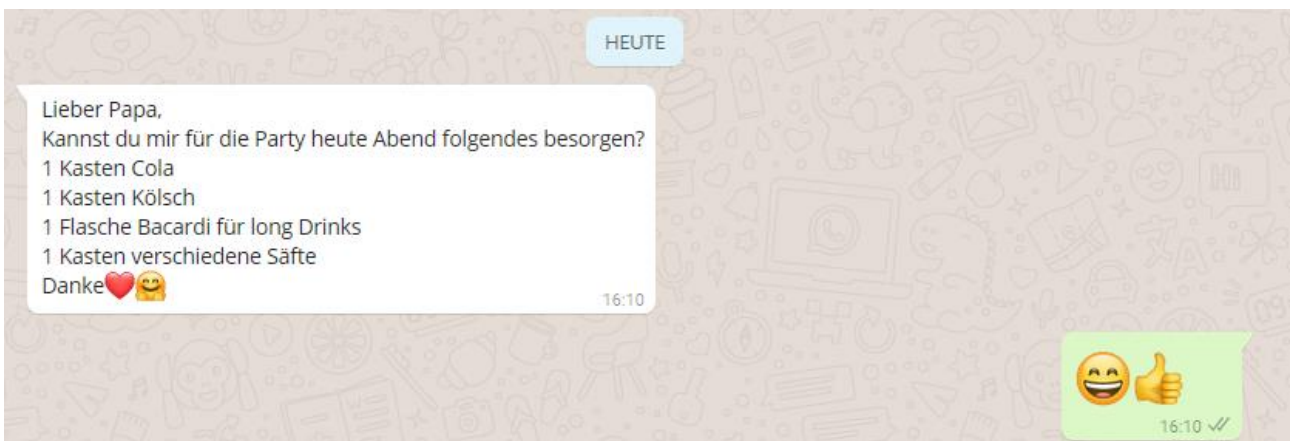 HEUTE
Lieber Papa,
Kannst du mir für die Party heute Abend folgendes besorgen?
1 Kasten Cola
1 Kasten Kölsch
1 Flasche Bacardi für long Drinks
1 Kasten verschiedene Säfte
Danke❤️🤗
16:10
😄👍
16:10